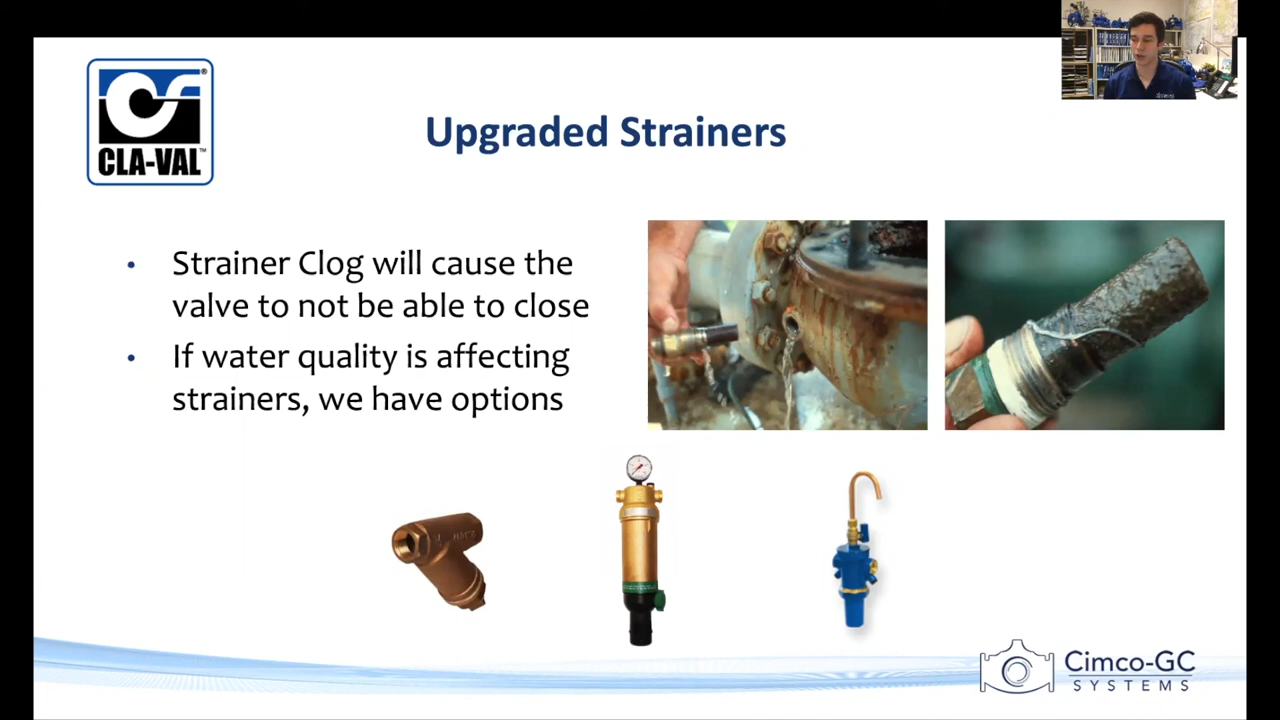 CLA-VAL
Upgraded Strainers
• Strainer Clog will cause the
valve to not be able to close
• If water quality is affecting
strainers, we have options
Cimco-GC
SYSTEMS